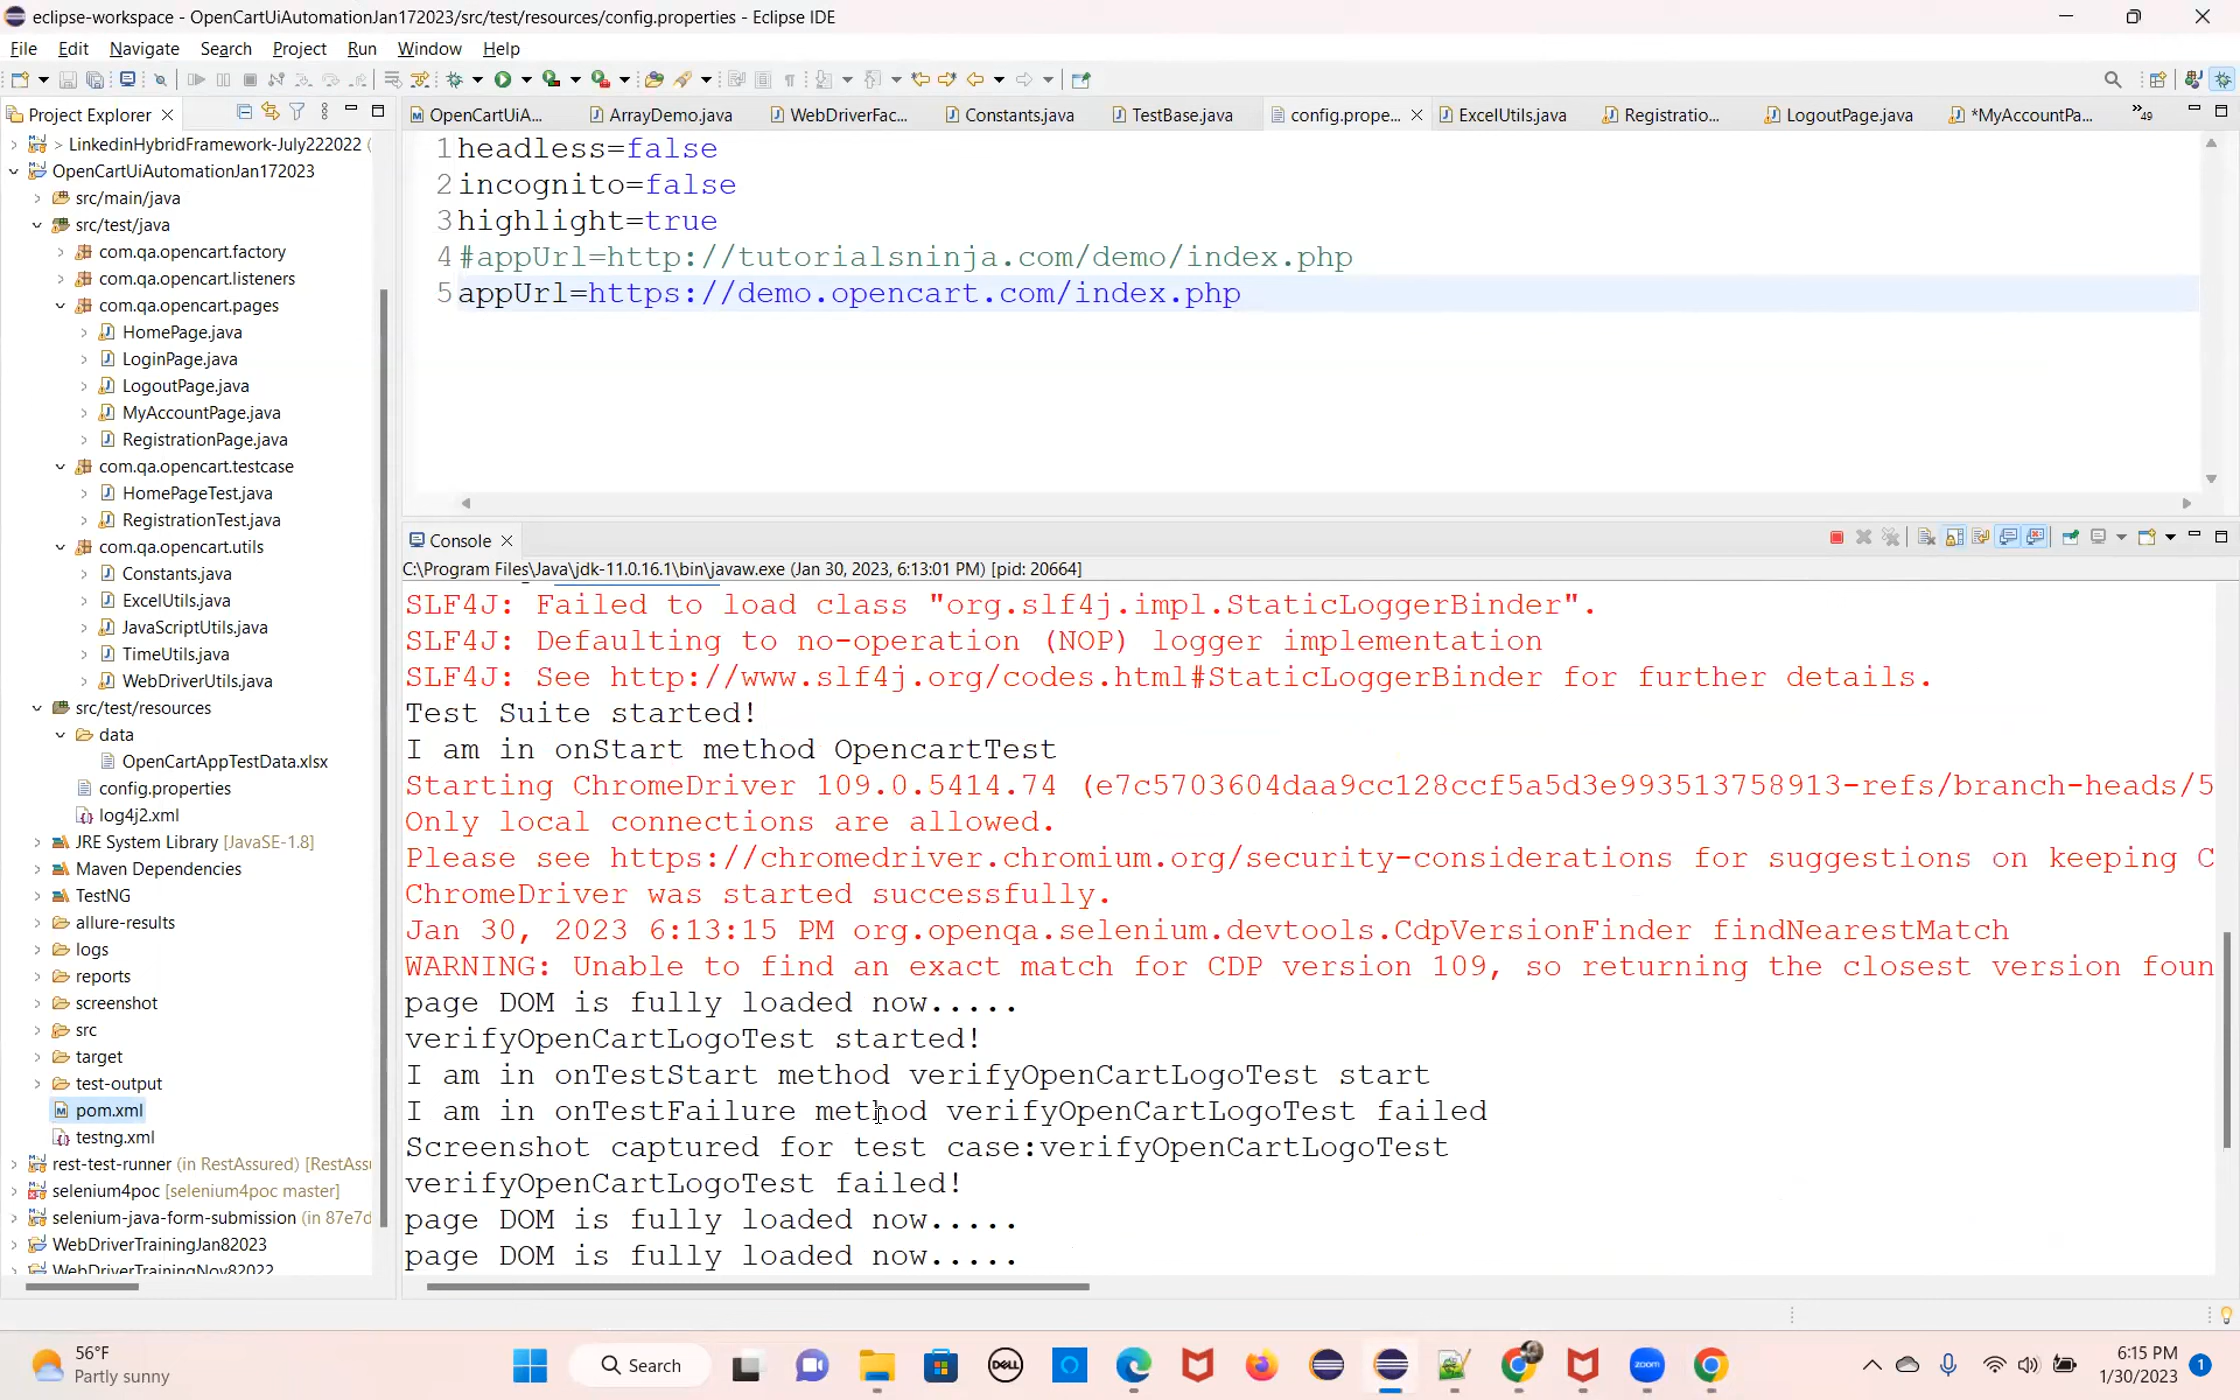 eclipse-workspace - OpenCartUiAutomationJan172023/src/test/resources/config.properties - Eclipse IDE
File Edit Navigate Search Project Run Window Help
Project Explorer
OpenCartUiA... ArrayDemo.java WebDriverFac... Constants.java TestBase.java config.prope... ExcelUtils.java Registratio... LogoutPage.java *MyAccountPa... »49
> LinkedinHybridFramework-July222022 (
OpenCartUiAutomationJan172023
src/main/java
src/test/java
com.qa.opencart.factory
com.qa.opencart.listeners
com.qa.opencart.pages
HomePage.java
LoginPage.java
LogoutPage.java
MyAccountPage.java
RegistrationPage.java
com.qa.opencart.testcase
HomePageTest.java
RegistrationTest.java
com.qa.opencart.utils
Constants.java
ExcelUtils.java
JavaScriptUtils.java
TimeUtils.java
WebDriverUtils.java
src/test/resources
data
OpenCartAppTestData.xlsx
config.properties
log4j2.xml
JRE System Library [JavaSE-1.8]
Maven Dependencies
TestNG
allure-results
logs
reports
screenshot
src
target
test-output
pom.xml
testng.xml
rest-test-runner (in RestAssured) [RestAssu
selenium4poc [selenium4poc master]
selenium-java-form-submission (in 87e7d
WebDriverTrainingJan82023
WebDriverTrainingNov82022
1 headless=false
2 incognito=false
3 highlight=true
4 #appUrl=http://tutorialsninja.com/demo/index.php
5 appUrl=https://demo.opencart.com/index.php
Console
C:\Program Files\Java\jdk-11.0.16.1\bin\javaw.exe (Jan 30, 2023, 6:13:01 PM) [pid: 20664]
SLF4J: Failed to load class "org.slf4j.impl.StaticLoggerBinder".
SLF4J: Defaulting to no-operation (NOP) logger implementation
SLF4J: See http://www.slf4j.org/codes.html#StaticLoggerBinder for further details.
Test Suite started!
I am in onStart method OpencartTest
Starting ChromeDriver 109.0.5414.74 (e7c5703604daa9cc128ccf5a5d3e993513758913-refs/branch-heads/5
Only local connections are allowed.
Please see https://chromedriver.chromium.org/security-considerations for suggestions on keeping C
ChromeDriver was started successfully.
Jan 30, 2023 6:13:15 PM org.openqa.selenium.devtools.CdpVersionFinder findNearestMatch
WARNING: Unable to find an exact match for CDP version 109, so returning the closest version foun
page DOM is fully loaded now.....
verifyOpenCartLogoTest started!
I am in onTestStart method verifyOpenCartLogoTest start
I am in onTestFailure method verifyOpenCartLogoTest failed
Screenshot captured for test case:verifyOpenCartLogoTest
verifyOpenCartLogoTest failed!
page DOM is fully loaded now.....
page DOM is fully loaded now.....
56°F
Partly sunny
Search
DELL
zoom
6:15 PM
1/30/2023
1